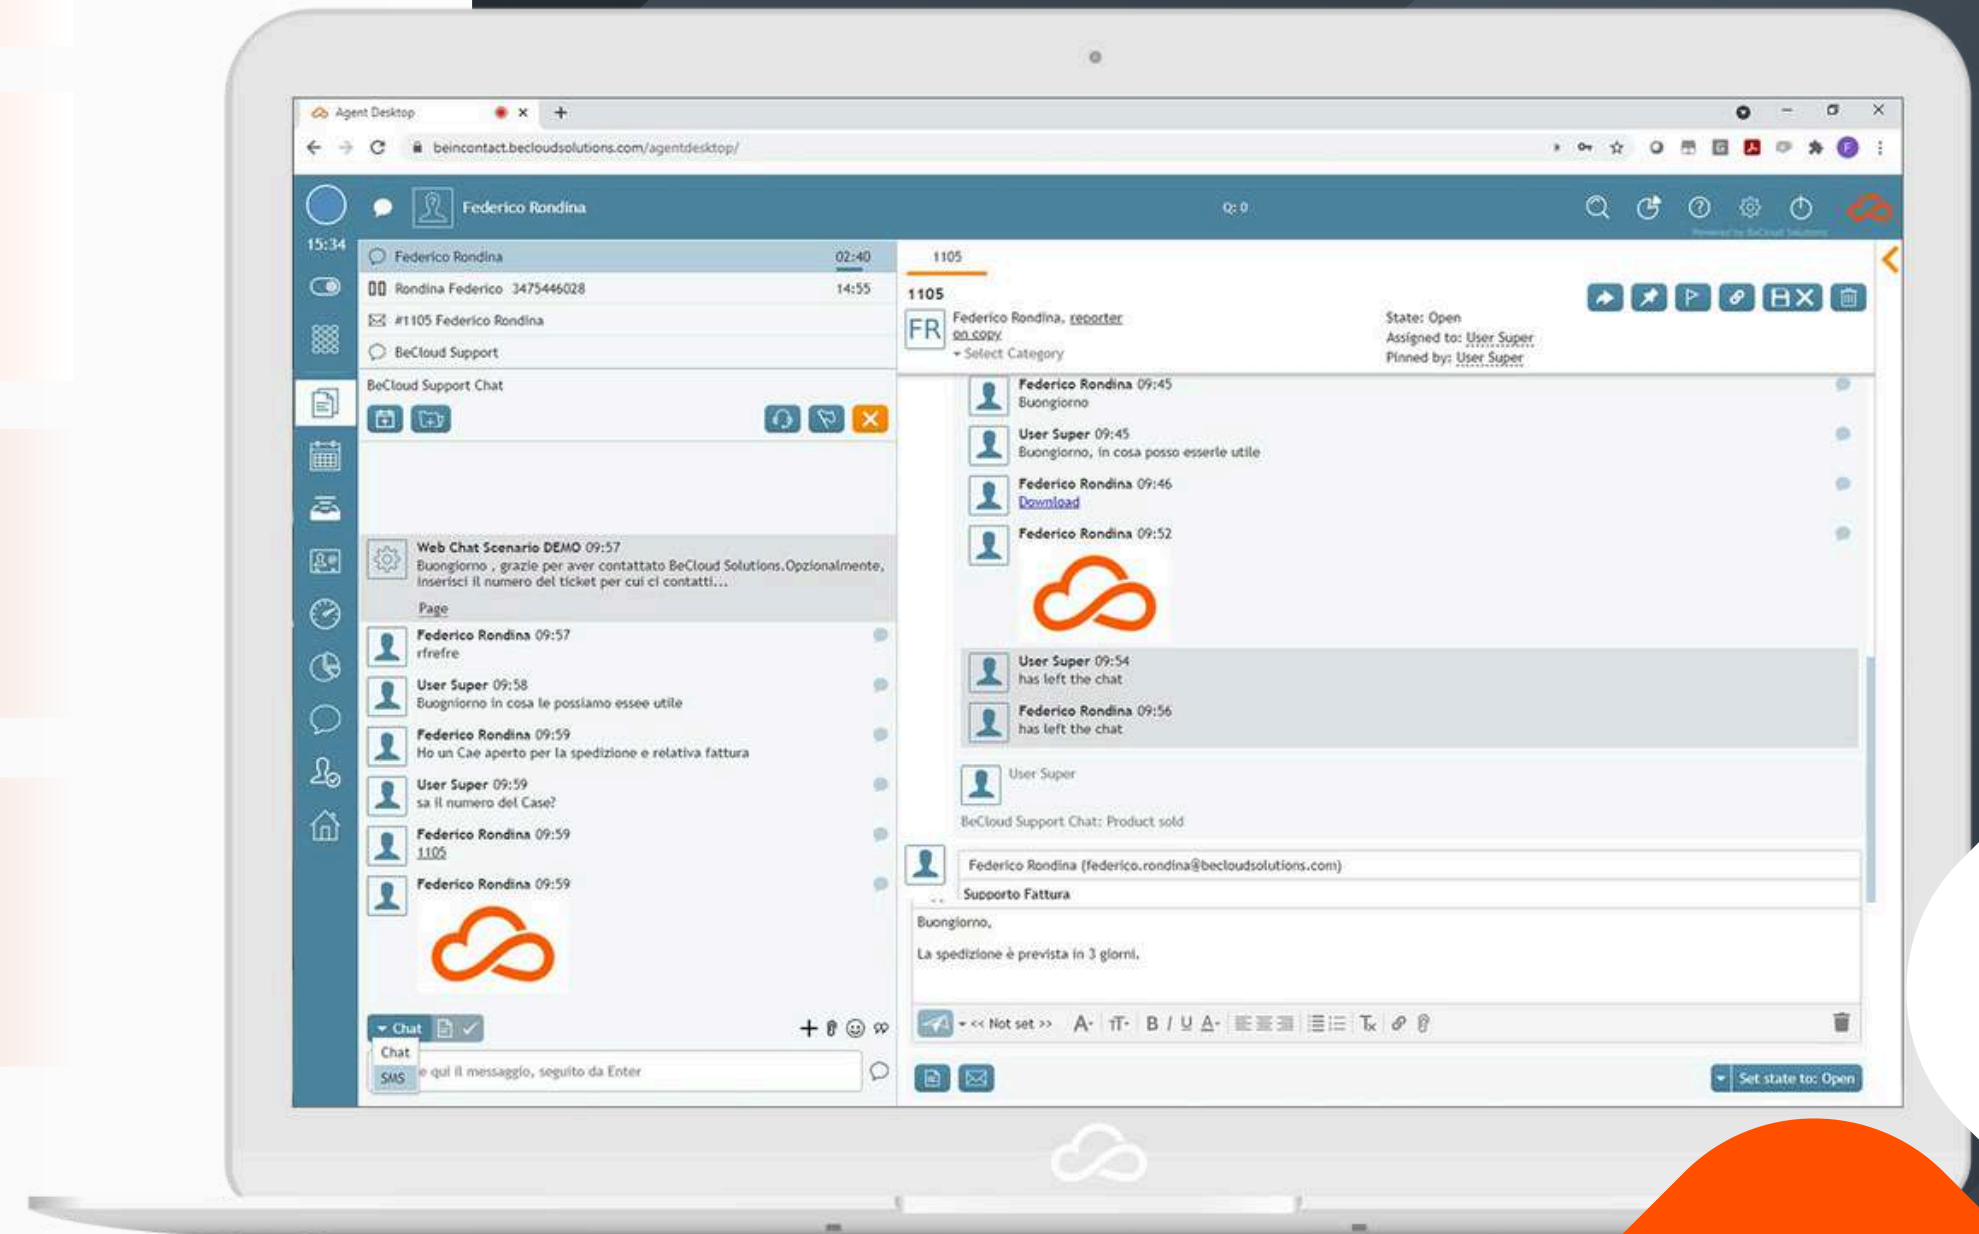 Agent Desktop
beincontact.becloudsolutions.com/agentdesktop/
F
Federico Rondina
Q: 0
Powered by BeCloud Solutions
15:34
Federico Rondina 02:40
Rondina Federico 3475446028 14:55
#1105 Federico Rondina
BeCloud Support
BeCloud Support Chat
Web Chat Scenario DEMO 09:57
Buongiorno , grazie per aver contattato BeCloud Solutions.Opzionalmente,
inserisci il numero del ticket per cui ci contatti...
Page
Federico Rondina 09:57
rfrefre
User Super 09:58
Buogniorno in cosa le possiamo essee utile
Federico Rondina 09:59
Ho un Cae aperto per la spedizione e relativa fattura
User Super 09:59
sa il numero del Case?
Federico Rondina 09:59
1105
Federico Rondina 09:59
Chat
Chat
SMS
e qui il messaggio, seguito da Enter
1105
1105
FR
Federico Rondina, reporter
on copy
Select Category
State: Open
Assigned to: User Super
Pinned by: User Super
Federico Rondina 09:45
Buongiorno
User Super 09:45
Buongiorno, in cosa posso esserle utile
Federico Rondina 09:46
Download
Federico Rondina 09:52
User Super 09:54
has left the chat
Federico Rondina 09:56
has left the chat
User Super
BeCloud Support Chat: Product sold
Federico Rondina (federico.rondina@becloudsolutions.com)
Supporto Fattura
Buongiorno,
La spedizione è prevista in 3 giorni.
<< Not set >> A TT B I U A Tx
Set state to: Open